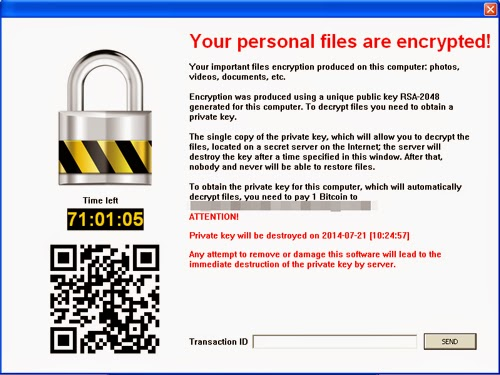 Your personal files are encrypted!
Your important files encryption produced on this computer: photos,
videos, documents, etc.
Encryption was produced using a unique public key RSA-2048
generated for this computer. To decrypt files you need to obtain a
private key.
The single copy of the private key, which will allow you to decrypt the
files, located on a secret server on the Internet; the server will
destroy the key after a time specified in this window. After that,
nobody and never will be able to restore files.
To obtain the private key for this computer, which will automatically
decrypt files, you need to pay 1 Bitcoin to
ATTENTION!
Private key will be destroyed on 2014-07-21 [10:24:57]
Any attempt to remove or damage this software will lead to the
immediate destruction of the private key by server.
Time left
71:01:05
Transaction ID
SEND